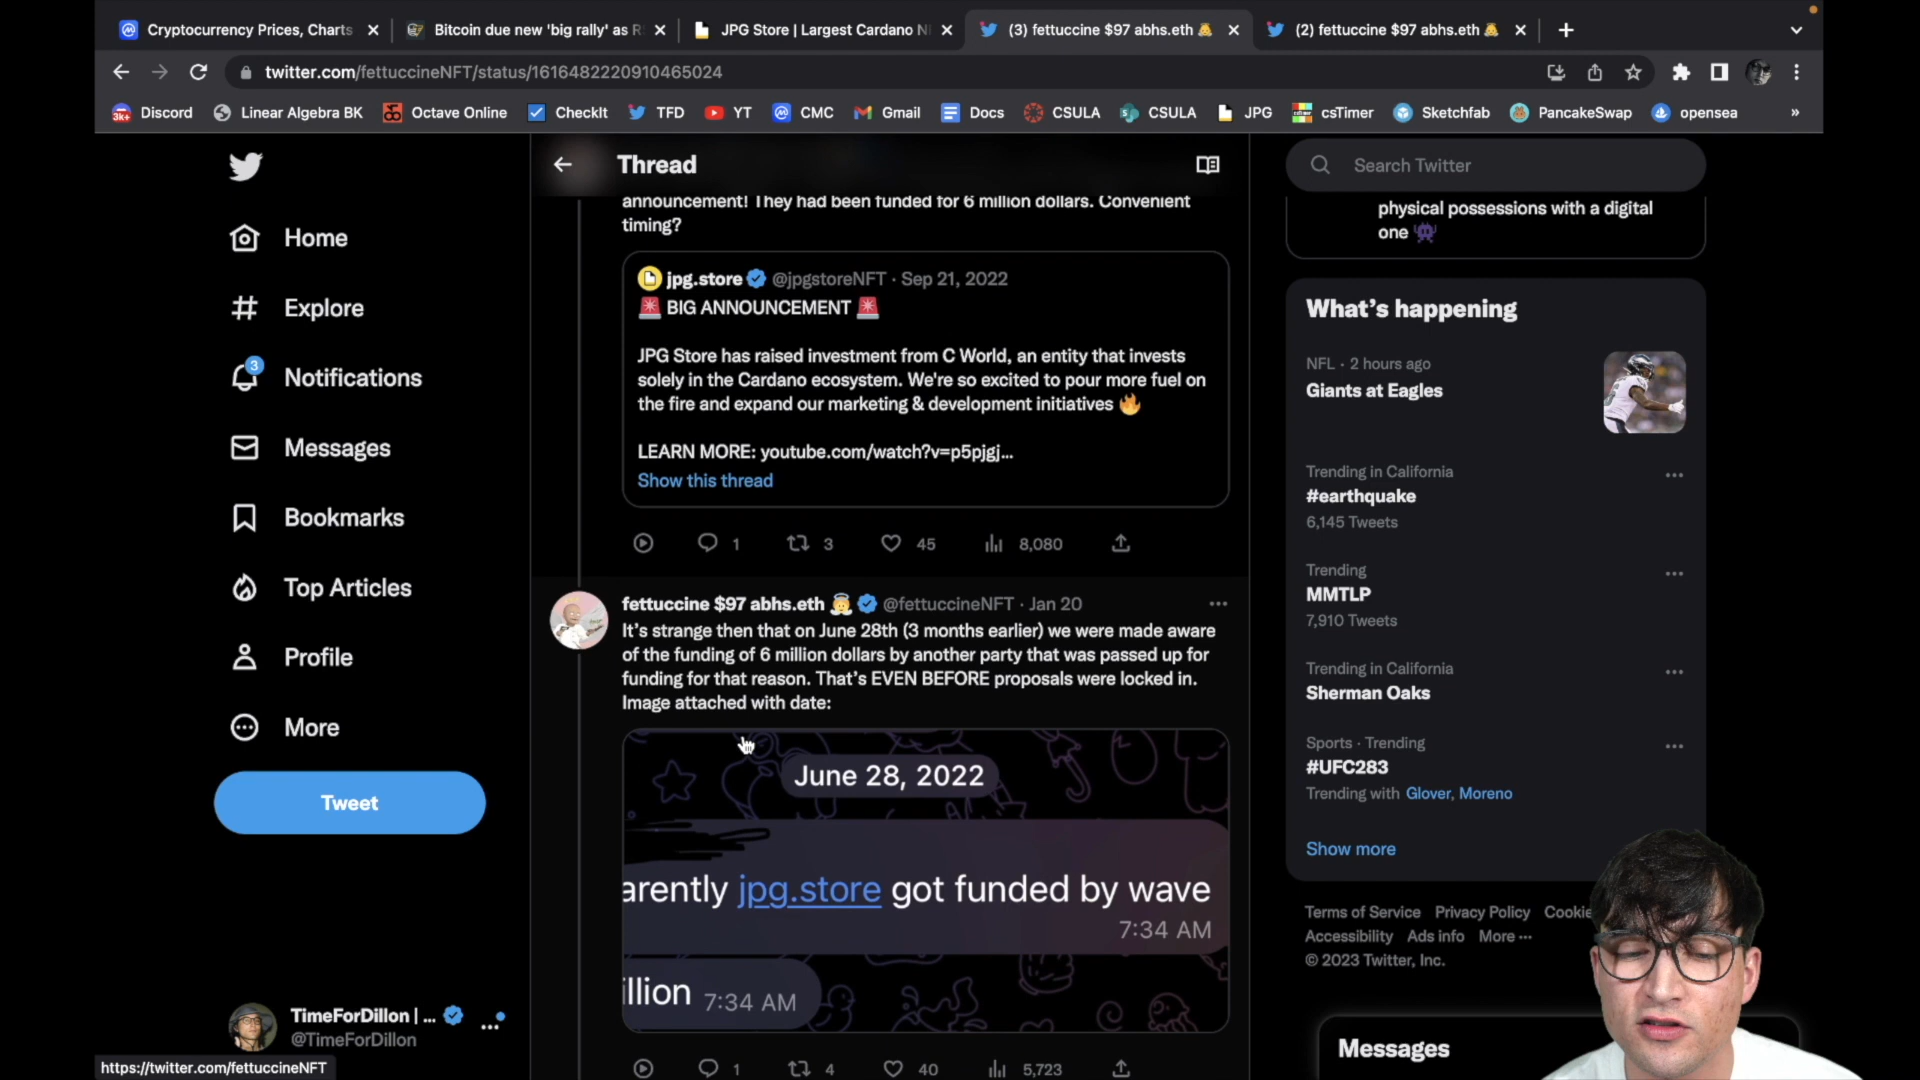 Cryptocurrency Prices, Charts
Bitcoin due new 'big rally' as R
JPG Store | Largest Cardano N
(3) fettuccine $97 abhs.eth
(2) fettuccine $97 abhs.eth
twitter.com/fettuccineNFT/status/1616482220910465024
3k+ Discord
Linear Algebra BK
Octave Online
CheckIt
TFD
YT
CMC
Gmail
Docs
CSULA
CSULA
JPG
csTimer
Sketchfab
PancakeSwap
opensea
»
Home
Explore
3
Notifications
Messages
Bookmarks
Top Articles
Profile
More
Tweet
TimeForDillon | ...
@TimeForDillon
https://twitter.com/fettuccineNFT
Thread
announcement! They had been funded for 6 million dollars. Convenient
timing?
jpg.store @jpgstoreNFT · Sep 21, 2022
🚨 BIG ANNOUNCEMENT 🚨
JPG Store has raised investment from C World, an entity that invests
solely in the Cardano ecosystem. We're so excited to pour more fuel on
the fire and expand our marketing & development initiatives 🔥
LEARN MORE: youtube.com/watch?v=p5pjgj...
Show this thread
1 3 45 8,080
fettuccine $97 abhs.eth @fettuccineNFT · Jan 20
It's strange then that on June 28th (3 months earlier) we were made aware
of the funding of 6 million dollars by another party that was passed up for
funding for that reason. That's EVEN BEFORE proposals were locked in.
Image attached with date:
June 28, 2022
arently jpg.store got funded by wave
7:34 AM
illion 7:34 AM
1 4 40 5,723
Search Twitter
physical possessions with a digital
one 👾
What's happening
NFL · 2 hours ago
Giants at Eagles
Trending in California
#earthquake
6,145 Tweets
Trending
MMTLP
7,910 Tweets
Trending in California
Sherman Oaks
Sports · Trending
#UFC283
Trending with Glover, Moreno
Show more
Terms of Service Privacy Policy Cookie
Accessibility Ads info More ···
© 2023 Twitter, Inc.
Messages